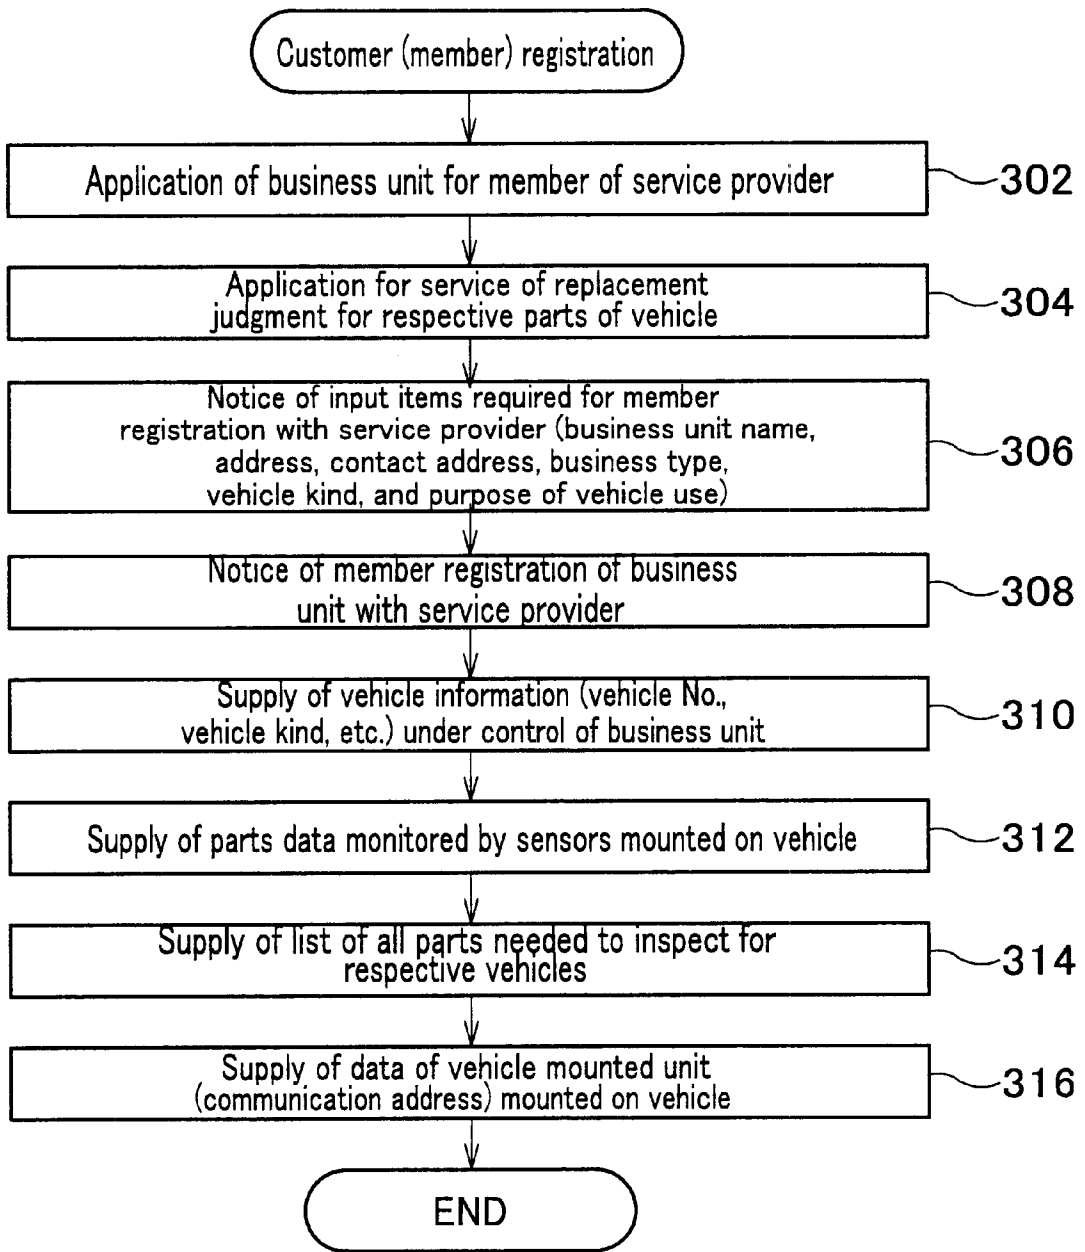 Customer (member) registration
Application of business unit for member of service provider
302
Application for service of replacement
judgment for respective parts of vehicle
304
Notice of input items required for member
registration with service provider (business unit name,
address, contact address, business type,
vehicle kind, and purpose of vehicle use)
306
Notice of member registration of business
unit with service provider
308
Supply of vehicle information (vehicle No.,
vehicle kind, etc.) under control of business unit
310
Supply of parts data monitored by sensors mounted on vehicle
312
Supply of list of all parts needed to inspect for
respective vehicles
314
Supply of data of vehicle mounted unit
(communication address) mounted on vehicle
316
END